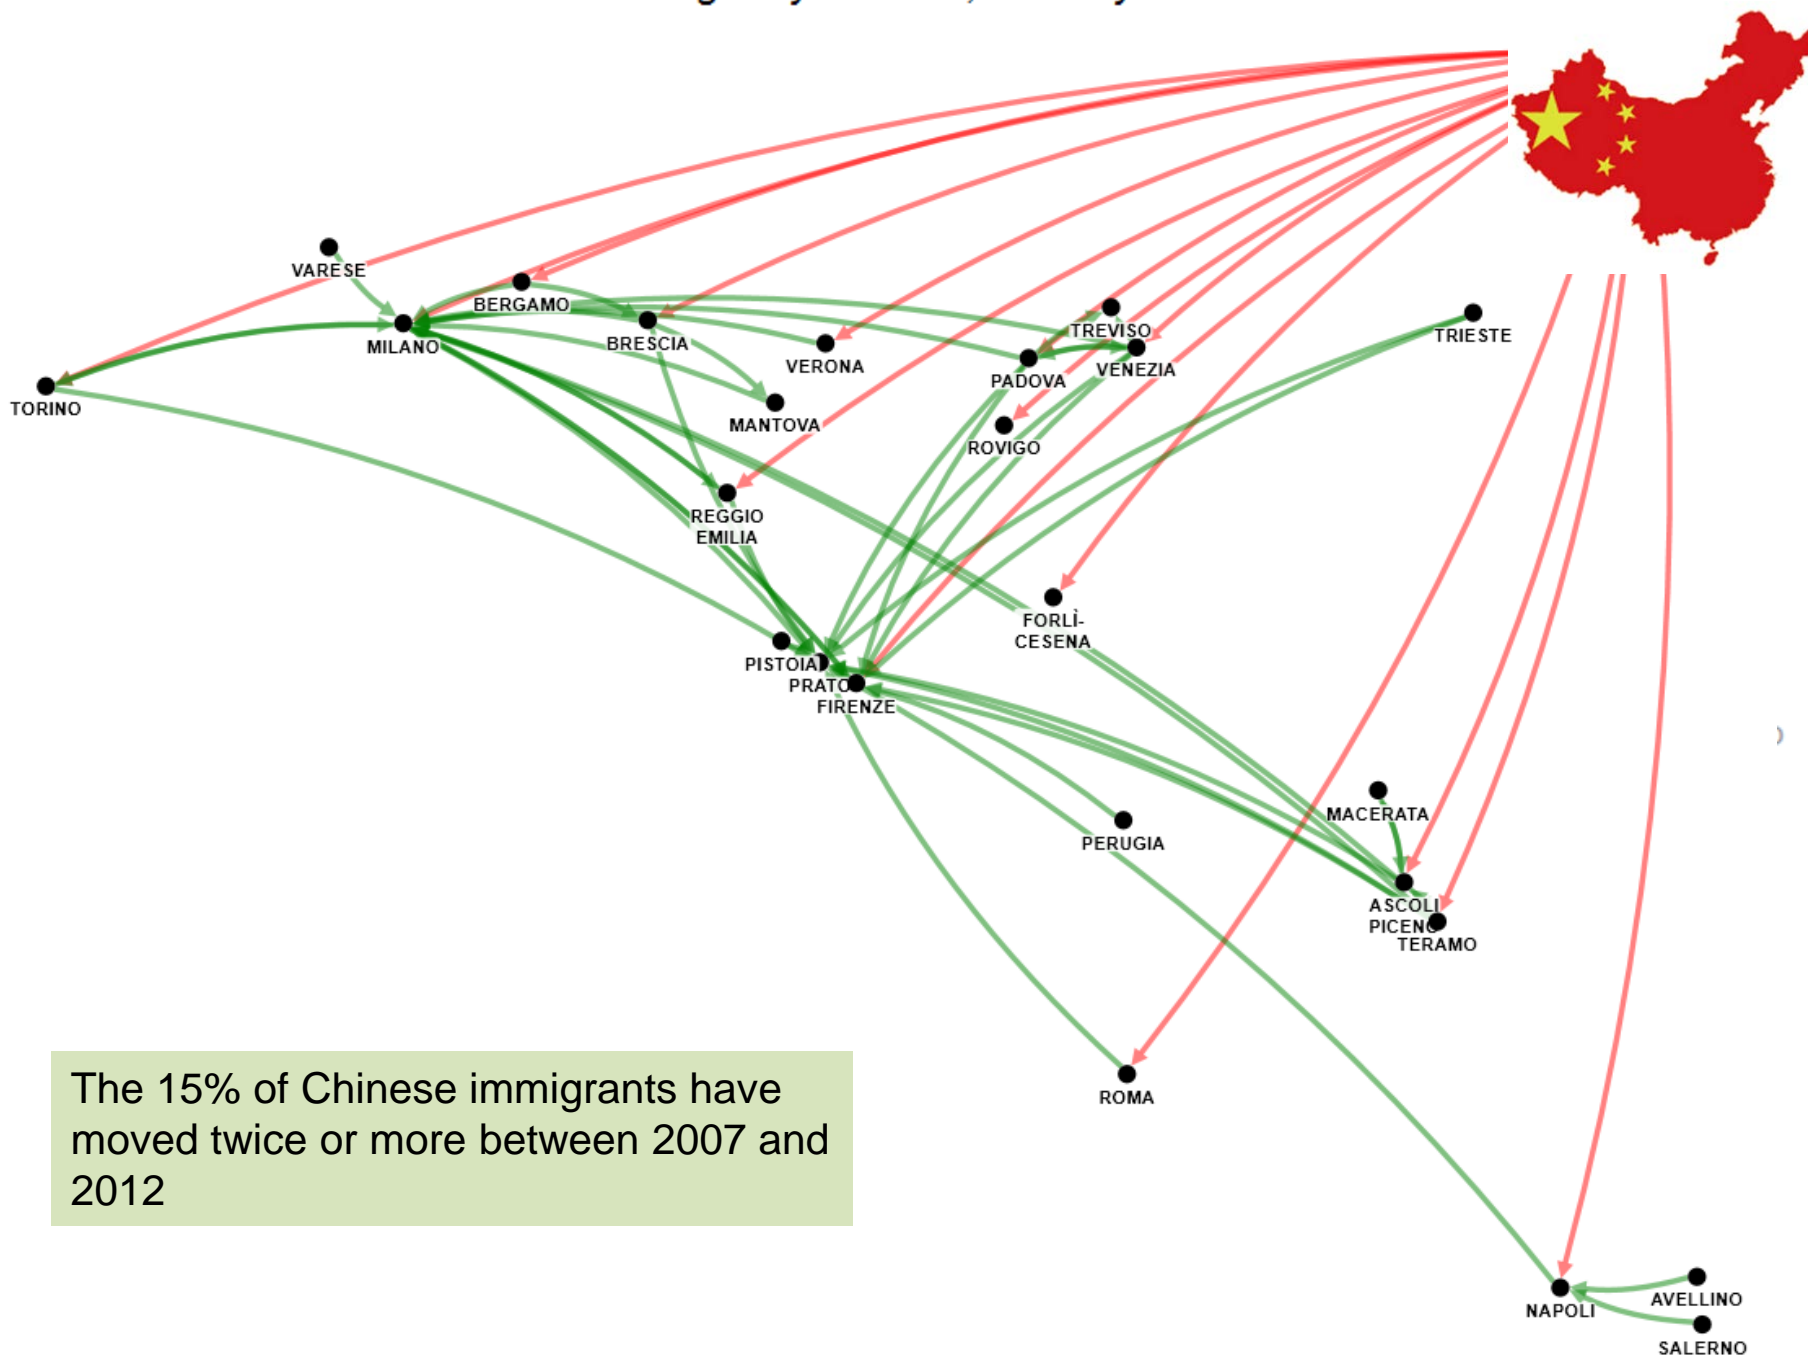 VARESE
BERGAMO
MILANO
BRESCIA
TORINO
VERONA
MANTOVA
TREVISO
PADOVA
VENEZIA
TRIESTE
ROVIGO
REGGIO
EMILIA
FORLÌ-
CESENA
PISTOIA
PRATO
FIRENZE
PERUGIA
MACERATA
ASCOLI
PICENO
TERAMO
ROMA
The 15% of Chinese immigrants have
moved twice or more between 2007 and
2012
NAPOLI
AVELLINO
SALERNO